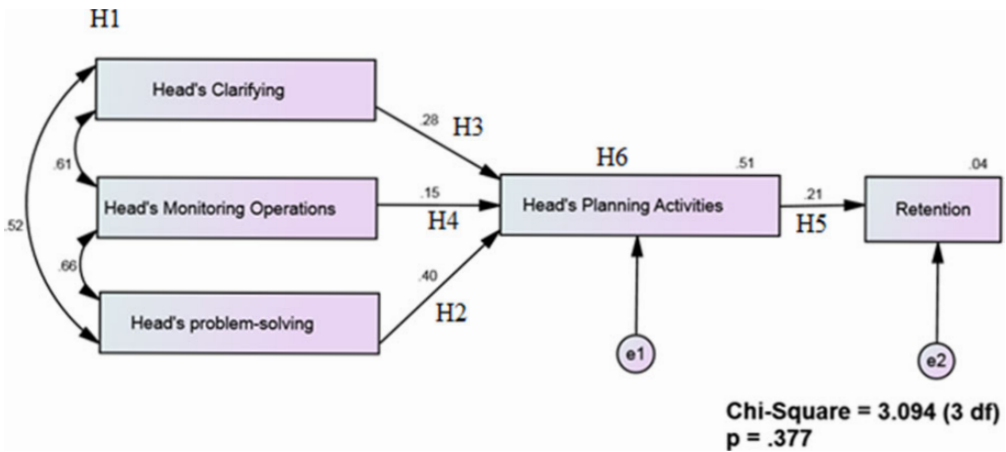 H1
Head's Clarifying
.28
H3
.61
H6
.51
.04
Head's Monitoring Operations
.15
H4
Head's Planning Activities
.21
H5
Retention
.52
.66
.40
H2
Head's problem-solving
e1
e2
Chi-Square = 3.094 (3 df)
p = .377